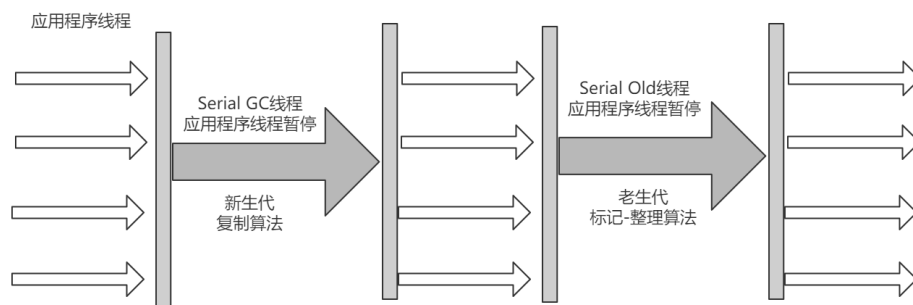 应用程序线程
Serial GC线程
应用程序线程暂停
新生代
复制算法
Serial Old线程
应用程序线程暂停
老生代
标记-整理算法